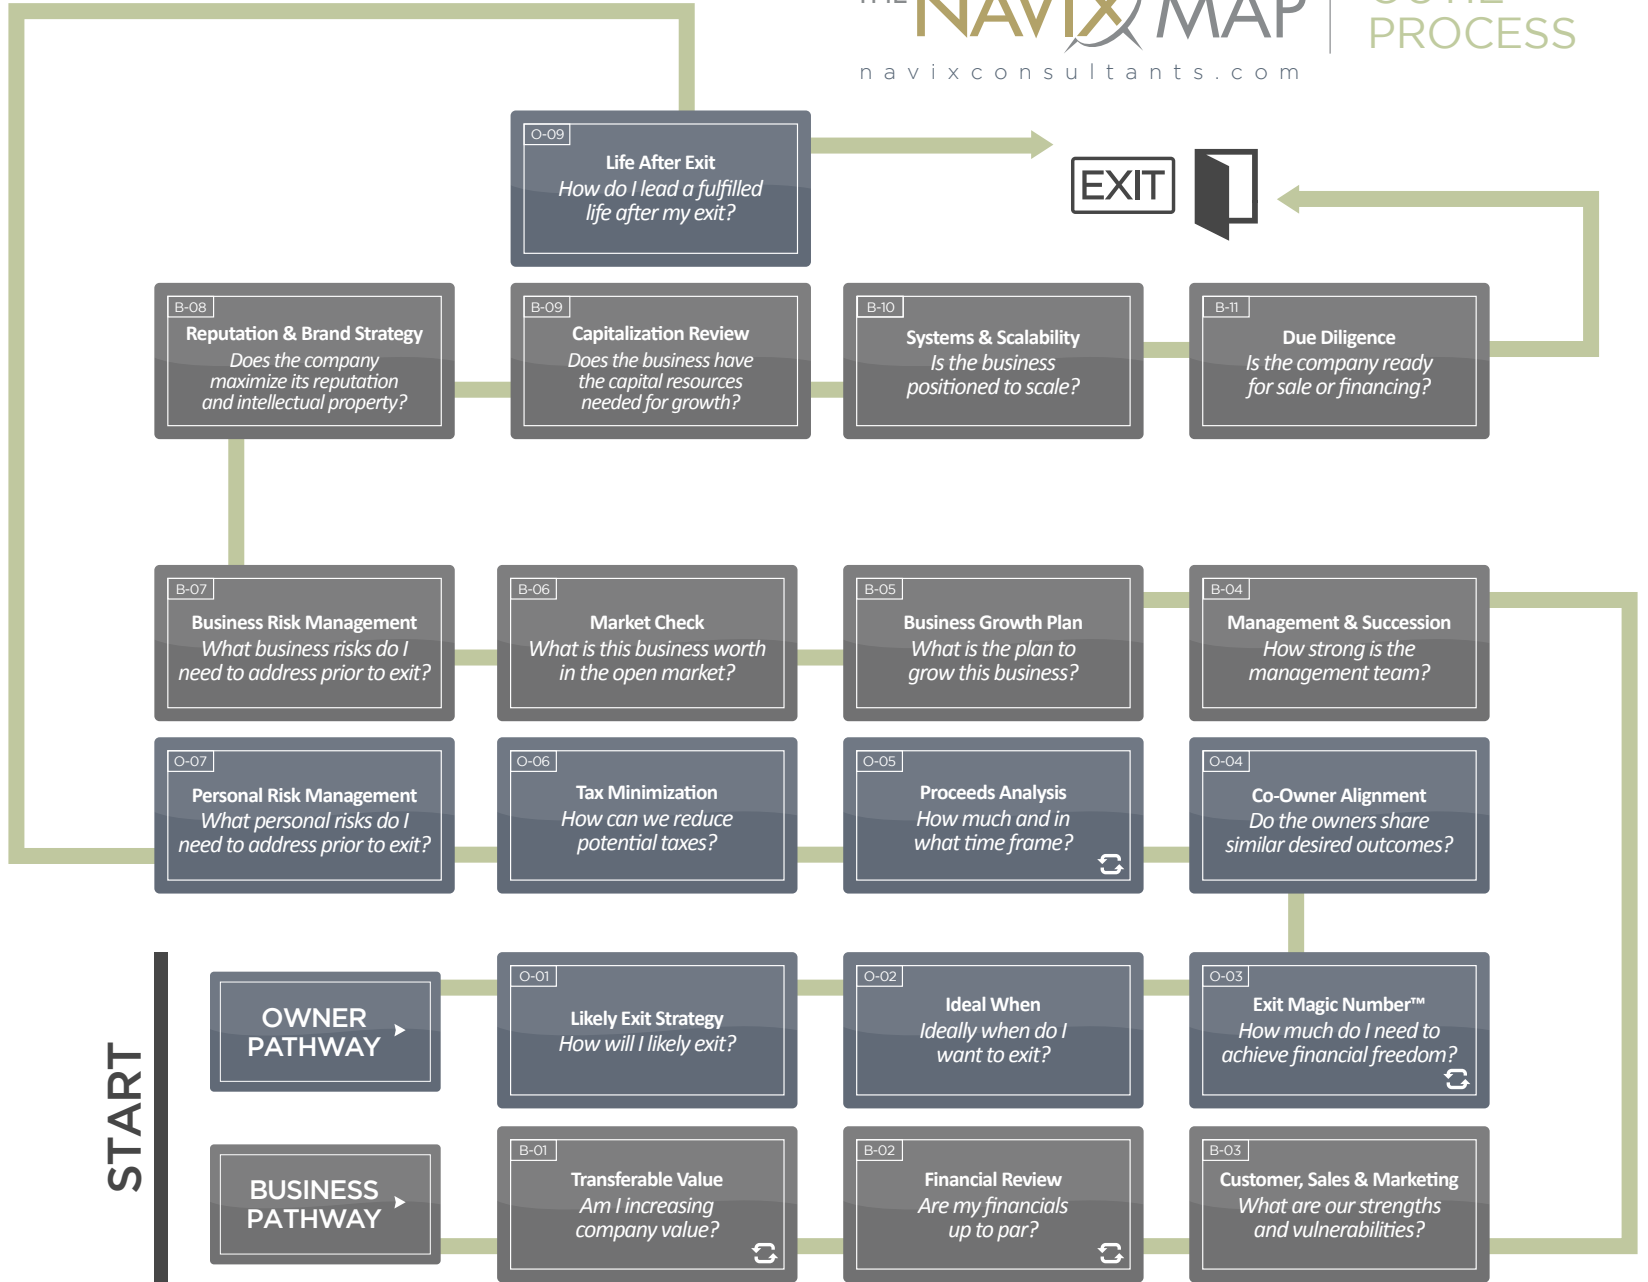 NAVIX MAP
PROCESS
navixconsultants.com
O-09
Life After Exit
How do I lead a fulfilled
life after my exit?
EXIT
B-08
Reputation & Brand Strategy
Does the company
maximize its reputation
and intellectual property?
B-09
Capitalization Review
Does the business have
the capital resources
needed for growth?
B-10
Systems & Scalability
Is the business
positioned to scale?
B-11
Due Diligence
Is the company ready
for sale or financing?
B-07
Business Risk Management
What business risks do I
need to address prior to exit?
B-06
Market Check
What is this business worth
in the open market?
B-05
Business Growth Plan
What is the plan to
grow this business?
B-04
Management & Succession
How strong is the
management team?
O-07
Personal Risk Management
What personal risks do I
need to address prior to exit?
O-06
Tax Minimization
How can we reduce
potential taxes?
O-05
Proceeds Analysis
How much and in
what time frame?
O-04
Co-Owner Alignment
Do the owners share
similar desired outcomes?
START
OWNER
PATHWAY
O-01
Likely Exit Strategy
How will I likely exit?
O-02
Ideal When
Ideally when do I
want to exit?
O-03
Exit Magic Number™
How much do I need to
achieve financial freedom?
BUSINESS
PATHWAY
B-01
Transferable Value
Am I increasing
company value?
B-02
Financial Review
Are my financials
up to par?
B-03
Customer, Sales & Marketing
What are our strengths
and vulnerabilities?